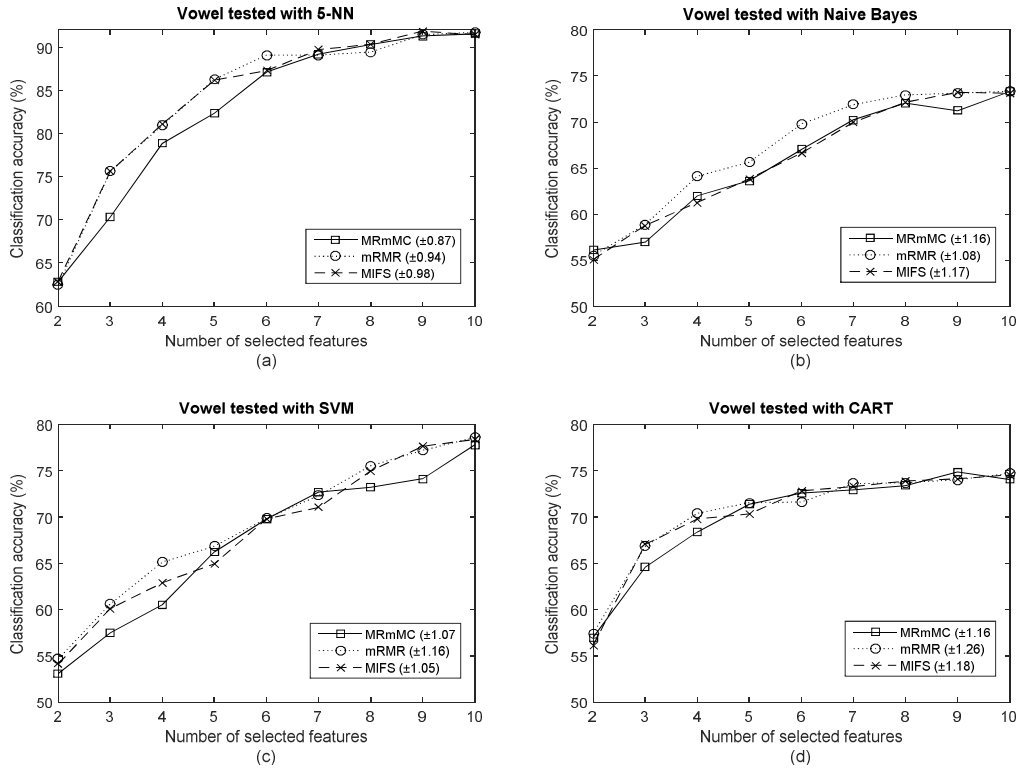 Vowel tested with 5-NN
Classification accuracy (%)
90
85
80
75
70
65
60
MRmMC (±0.87)
mRMR (±0.94)
MIFS (±0.98)
2 3 4 5 6 7 8 9 10
Number of selected features
(a)
Vowel tested with Naive Bayes
Classification accuracy (%)
80
75
70
65
60
55
50
MRmMC (±1.16)
mRMR (±1.08)
MIFS (±1.17)
2 3 4 5 6 7 8 9 10
Number of selected features
(b)
Vowel tested with SVM
Classification accuracy (%)
80
75
70
65
60
55
50
MRmMC (±1.07
mRMR (±1.16)
MIFS (±1.05)
2 3 4 5 6 7 8 9 10
Number of selected features
(c)
Vowel tested with CART
Classification accuracy (%)
80
75
70
65
60
55
50
MRmMC (±1.16
mRMR (±1.26)
MIFS (±1.18)
2 3 4 5 6 7 8 9 10
Number of selected features
(d)